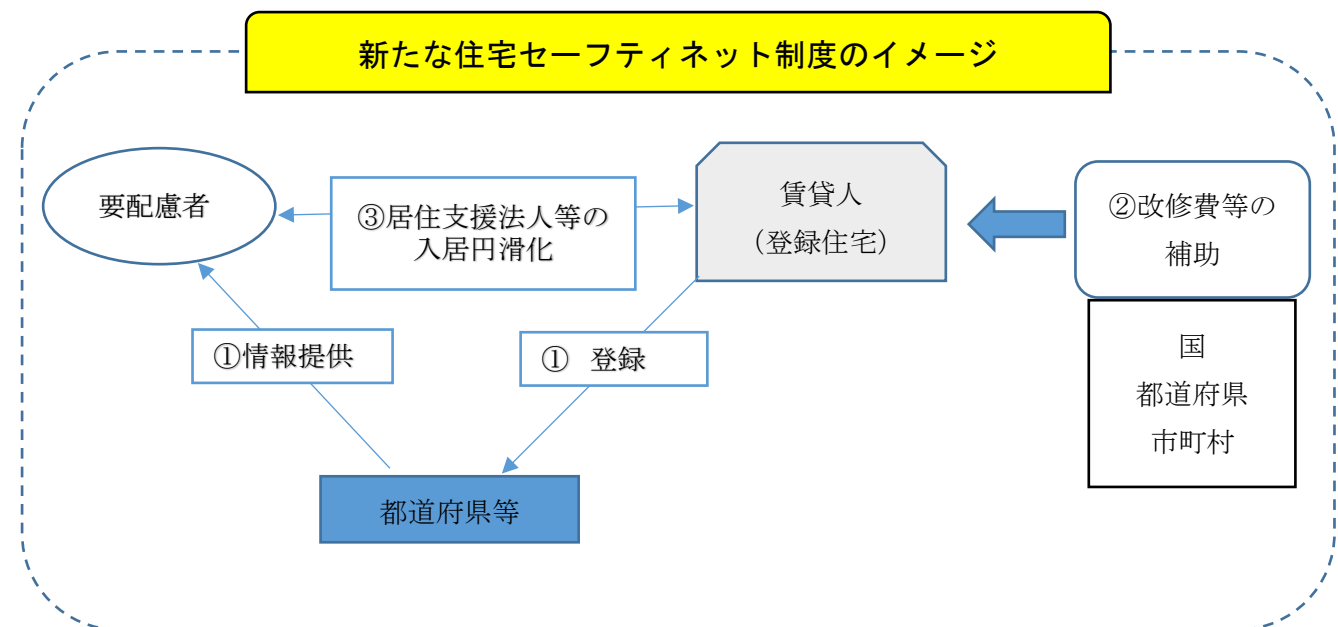 新たな住宅セーフティネット制度のイメージ
要配慮者
③居住支援法人等の
入居円滑化
賃貸人
（登録住宅）
②改修費等の
補助
①情報提供
①　登録
国
都道府県
市町村
都道府県等